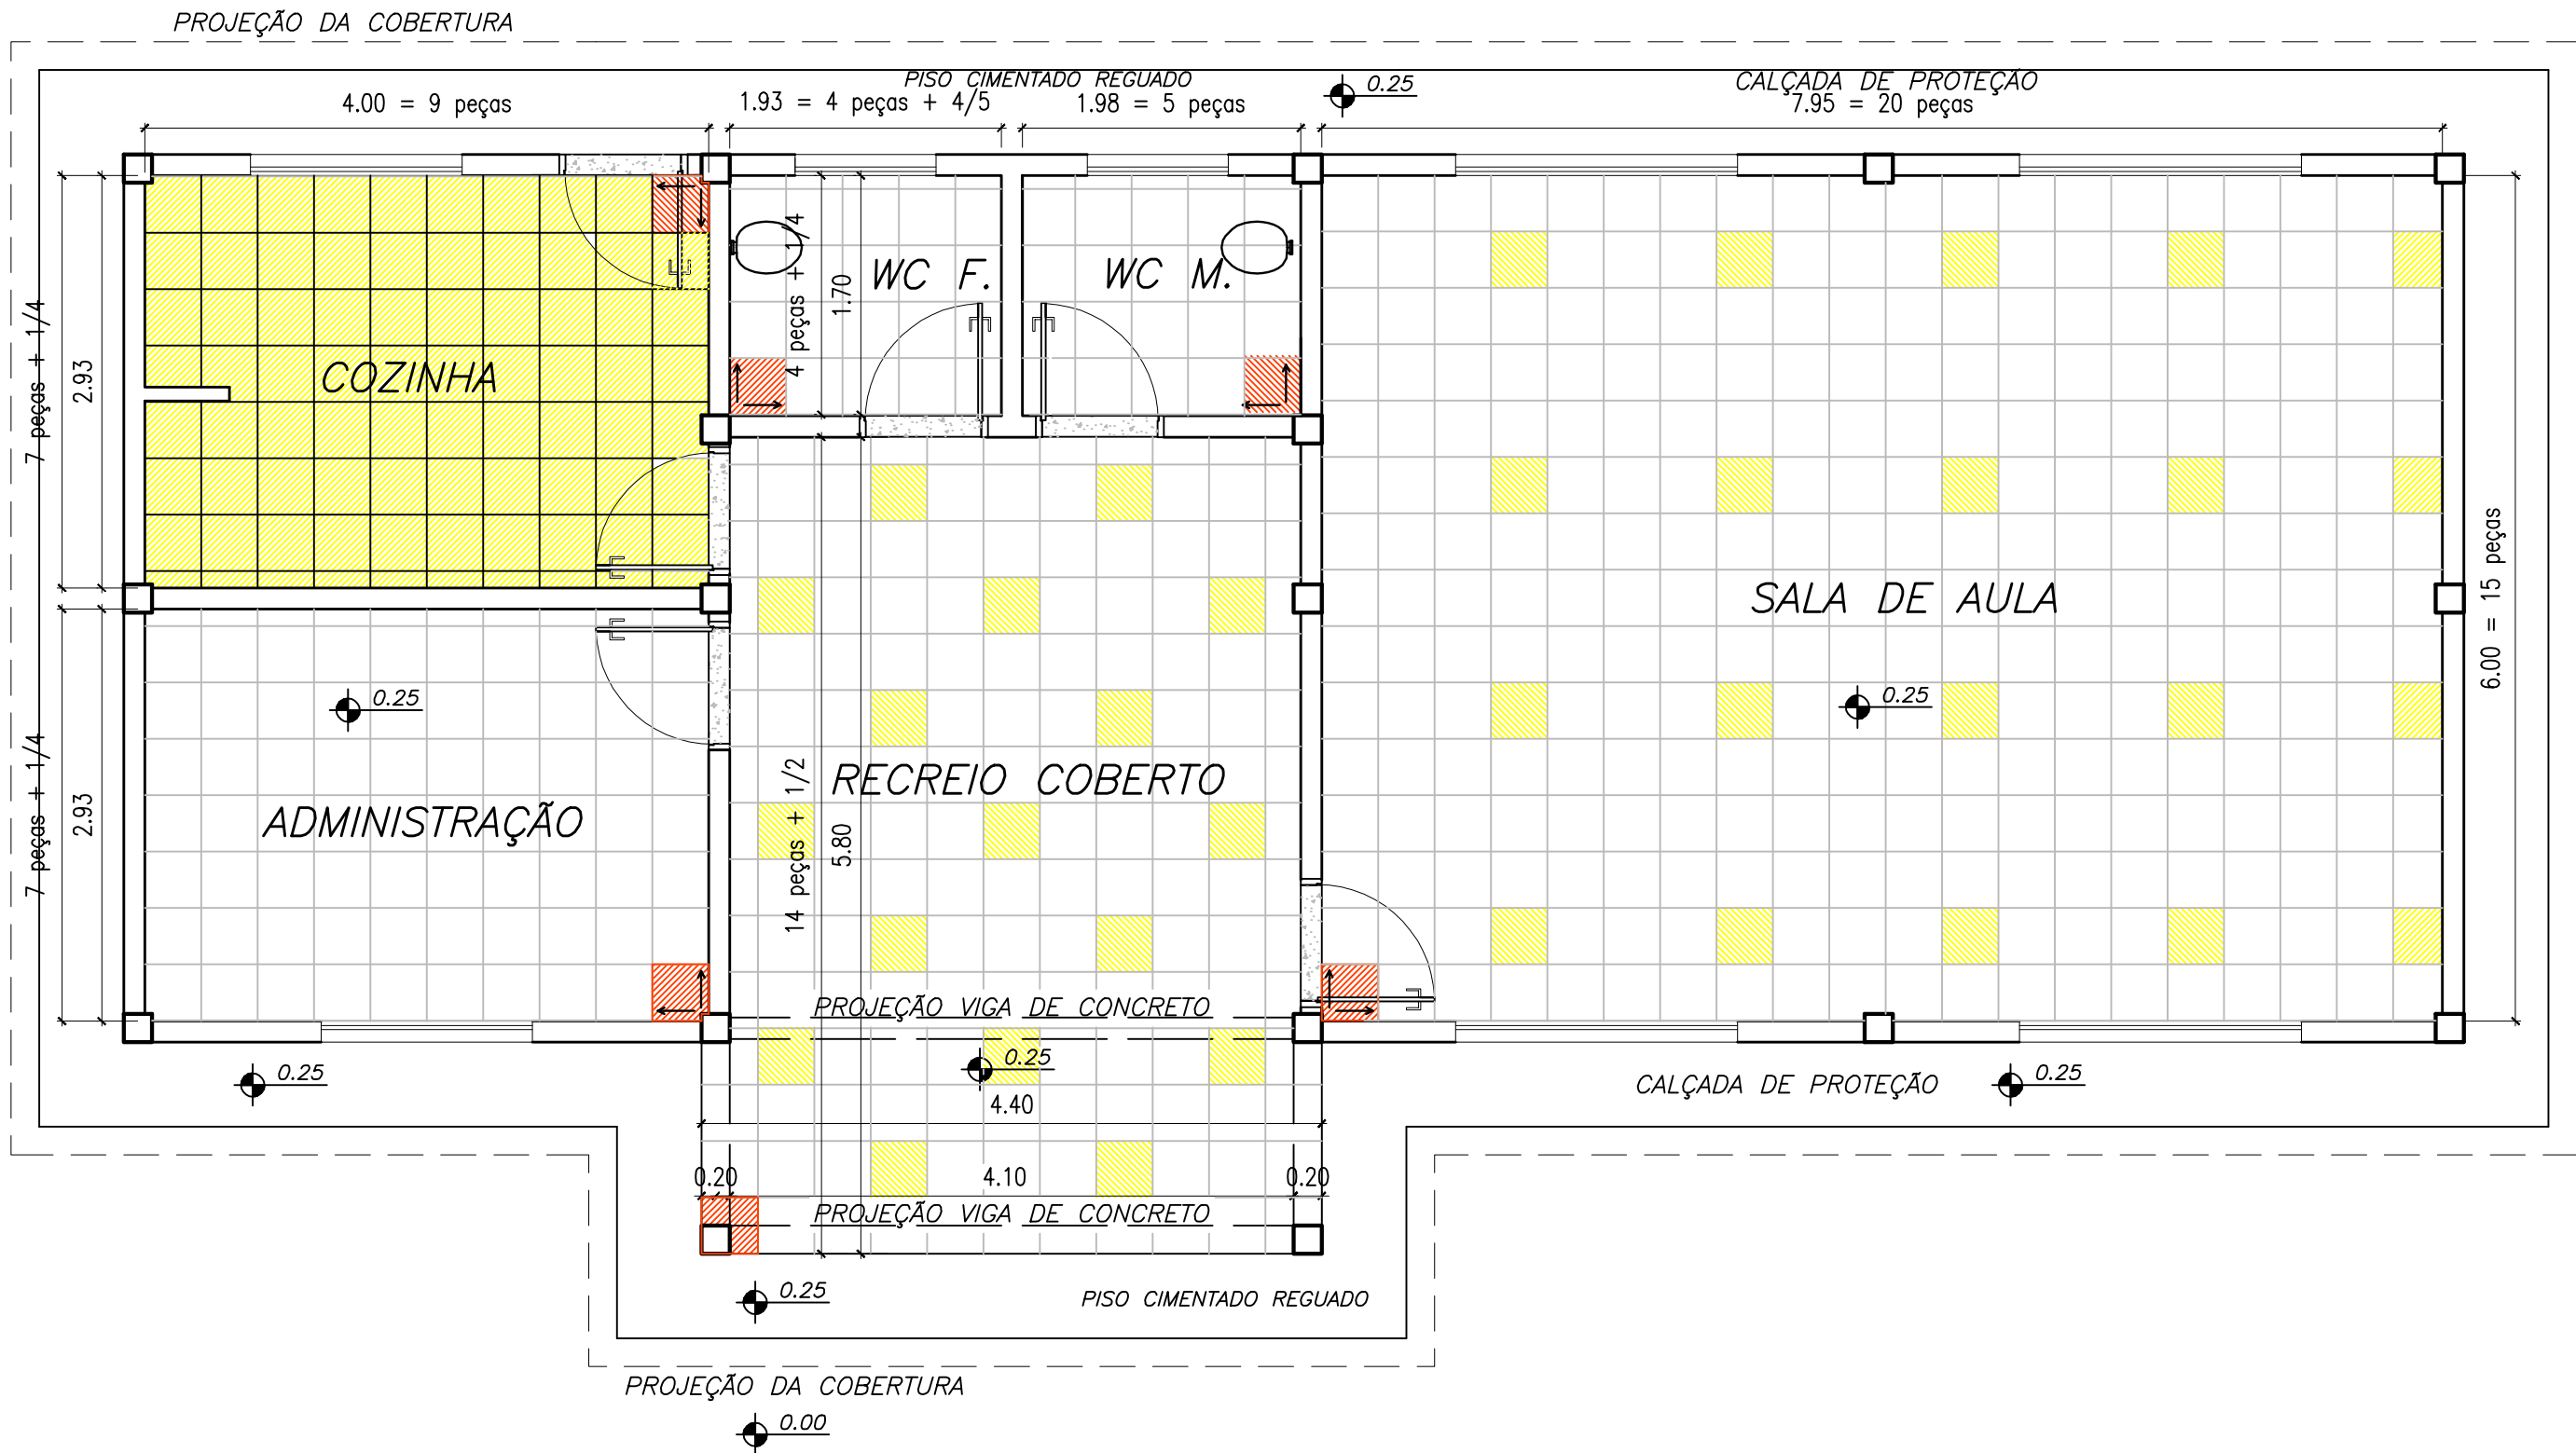 PROJEÇÃO DA COBERTURA
PISO CIMENTADO REGUADO
0.25
CALÇADA DE PROTEÇÃO
4.00 = 9 peças
1.93 = 4 peças + 4/5
1.98 = 5 peças
7.95 = 20 peças
7 peças + 1/4
2.93
COZINHA
4 peças + 1/4
1.70
WC F.
WC M.
SALA DE AULA
6.00 = 15 peças
0.25
0.25
7 peças + 1/4
2.93
ADMINISTRAÇÃO
14 peças + 1/2
5.80
RECREIO COBERTO
PROJEÇÃO VIGA DE CONCRETO
0.25
0.25
4.40
CALÇADA DE PROTEÇÃO
0.25
0.20
4.10
0.20
PROJEÇÃO VIGA DE CONCRETO
0.25
PISO CIMENTADO REGUADO
PROJEÇÃO DA COBERTURA
0.00